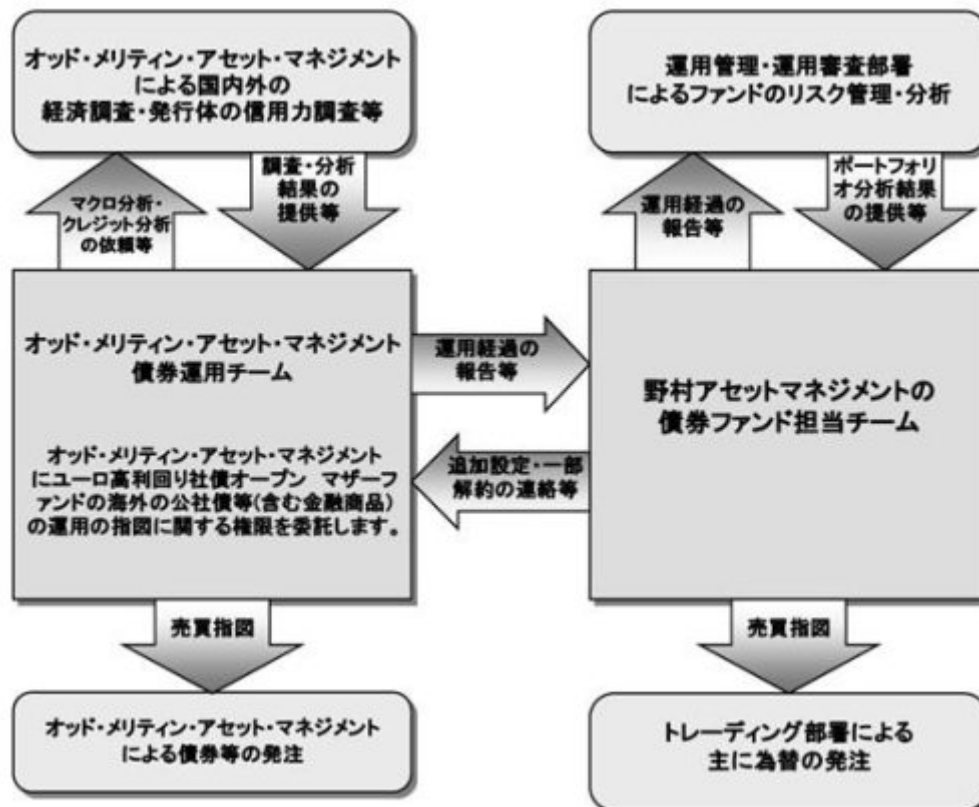 オッド・メリティン・アセット・マネジメント
による国内外の
経済調査・発行体の信用力調査等
運用管理・運用審査部署
によるファンドのリスク管理・分析
マクロ分析・
クレジット分析
の依頼等
調査・分析
結果の
提供等
運用経過の
報告等
ポートフォリ
オ分析結果
の提供等
オッド・メリティン・アセット・マネジメント
債券運用チーム
オッド・メリティン・アセット・マネジメント
にユーロ高利回り社債オープン マザーフ
ァンドの海外の公社債等(含む金融商品)
の運用の指図に関する権限を委託します。
運用経過の
報告等
追加設定・一部
解約の連絡等
野村アセットマネジメントの
債券ファンド担当チーム
売買指図
売買指図
オッド・メリティン・アセット・マネジメント
による債券等の発注
トレーディング部署による
主に為替の発注